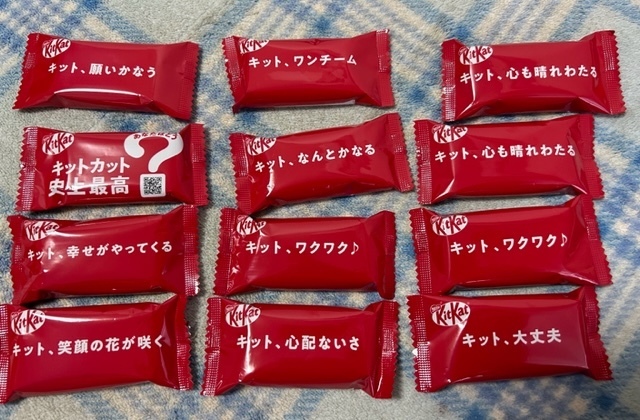 KitKat
キット、願いかなう
KitKat
キット、ワンチーム
KitKat
キット、心も晴れわたる
KitKat
?
キットカット
史上最高
KitKat
キット、なんとかなる
KitKat
キット、心も晴れわたる
KitKat
キット、幸せがやってくる
KitKat
キット、ワクワク♪
KitKat
キット、ワクワク♪
KitKat
キット、笑顔の花が咲く
KitKat
キット、心配ないさ
KitKat
キット、大丈夫